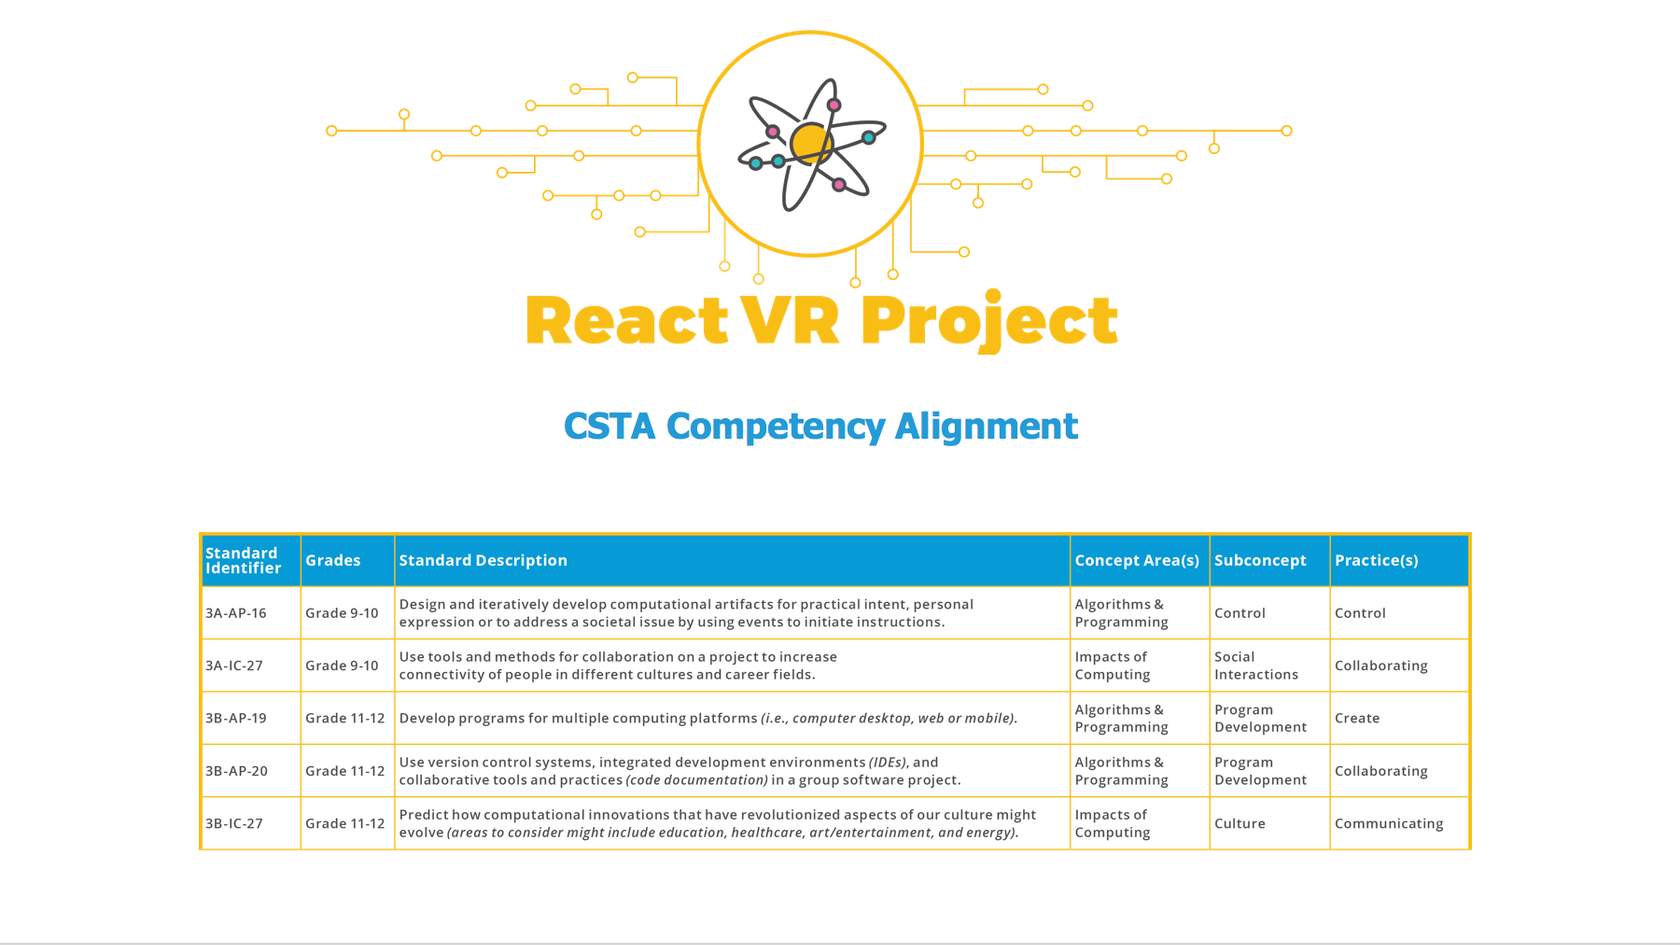 React VR Project
CSTA Competency Alignment
Standard
Identifier
Grades
Standard Description
Concept Area(s)
Subconcept
Practice(s)
3A-AP-16
Grade 9-10
Design and iteratively develop computational artifacts for practical intent, personal
expression or to address a societal issue by using events to initiate instructions.
Algorithms &
Programming
Control
Control
3A-IC-27
Grade 9-10
Use tools and methods for collaboration on a project to increase
connectivity of people in different cultures and career fields.
Impacts of
Computing
Social
Interactions
Collaborating
3B-AP-19
Grade 11-12
Develop programs for multiple computing platforms (i.e., computer desktop, web or mobile).
Algorithms &
Programming
Program
Development
Create
3B-AP-20
Grade 11-12
Use version control systems, integrated development environments (IDEs), and
collaborative tools and practices (code documentation) in a group software project.
Algorithms &
Programming
Program
Development
Collaborating
3B-IC-27
Grade 11-12
Predict how computational innovations that have revolutionized aspects of our culture might
evolve (areas to consider might include education, healthcare, art/entertainment, and energy).
Impacts of
Computing
Culture
Communicating